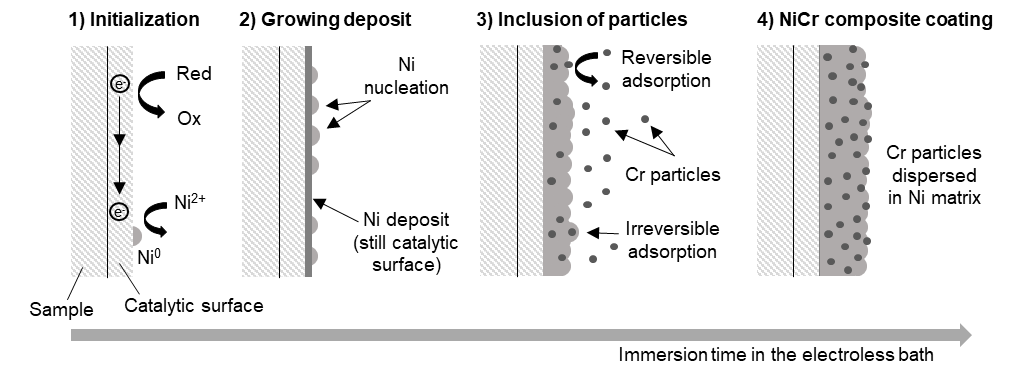 1) Initialization
e-
Red
Ox
e-
Ni2+
Ni0
Sample
Catalytic surface
2) Growing deposit
Ni
nucleation
Ni deposit
(still catalytic
surface)
3) Inclusion of particles
Reversible
adsorption
Cr particles
Irreversible
adsorption
4) NiCr composite coating
Cr particles
dispersed
in Ni matrix
Immersion time in the electroless bath